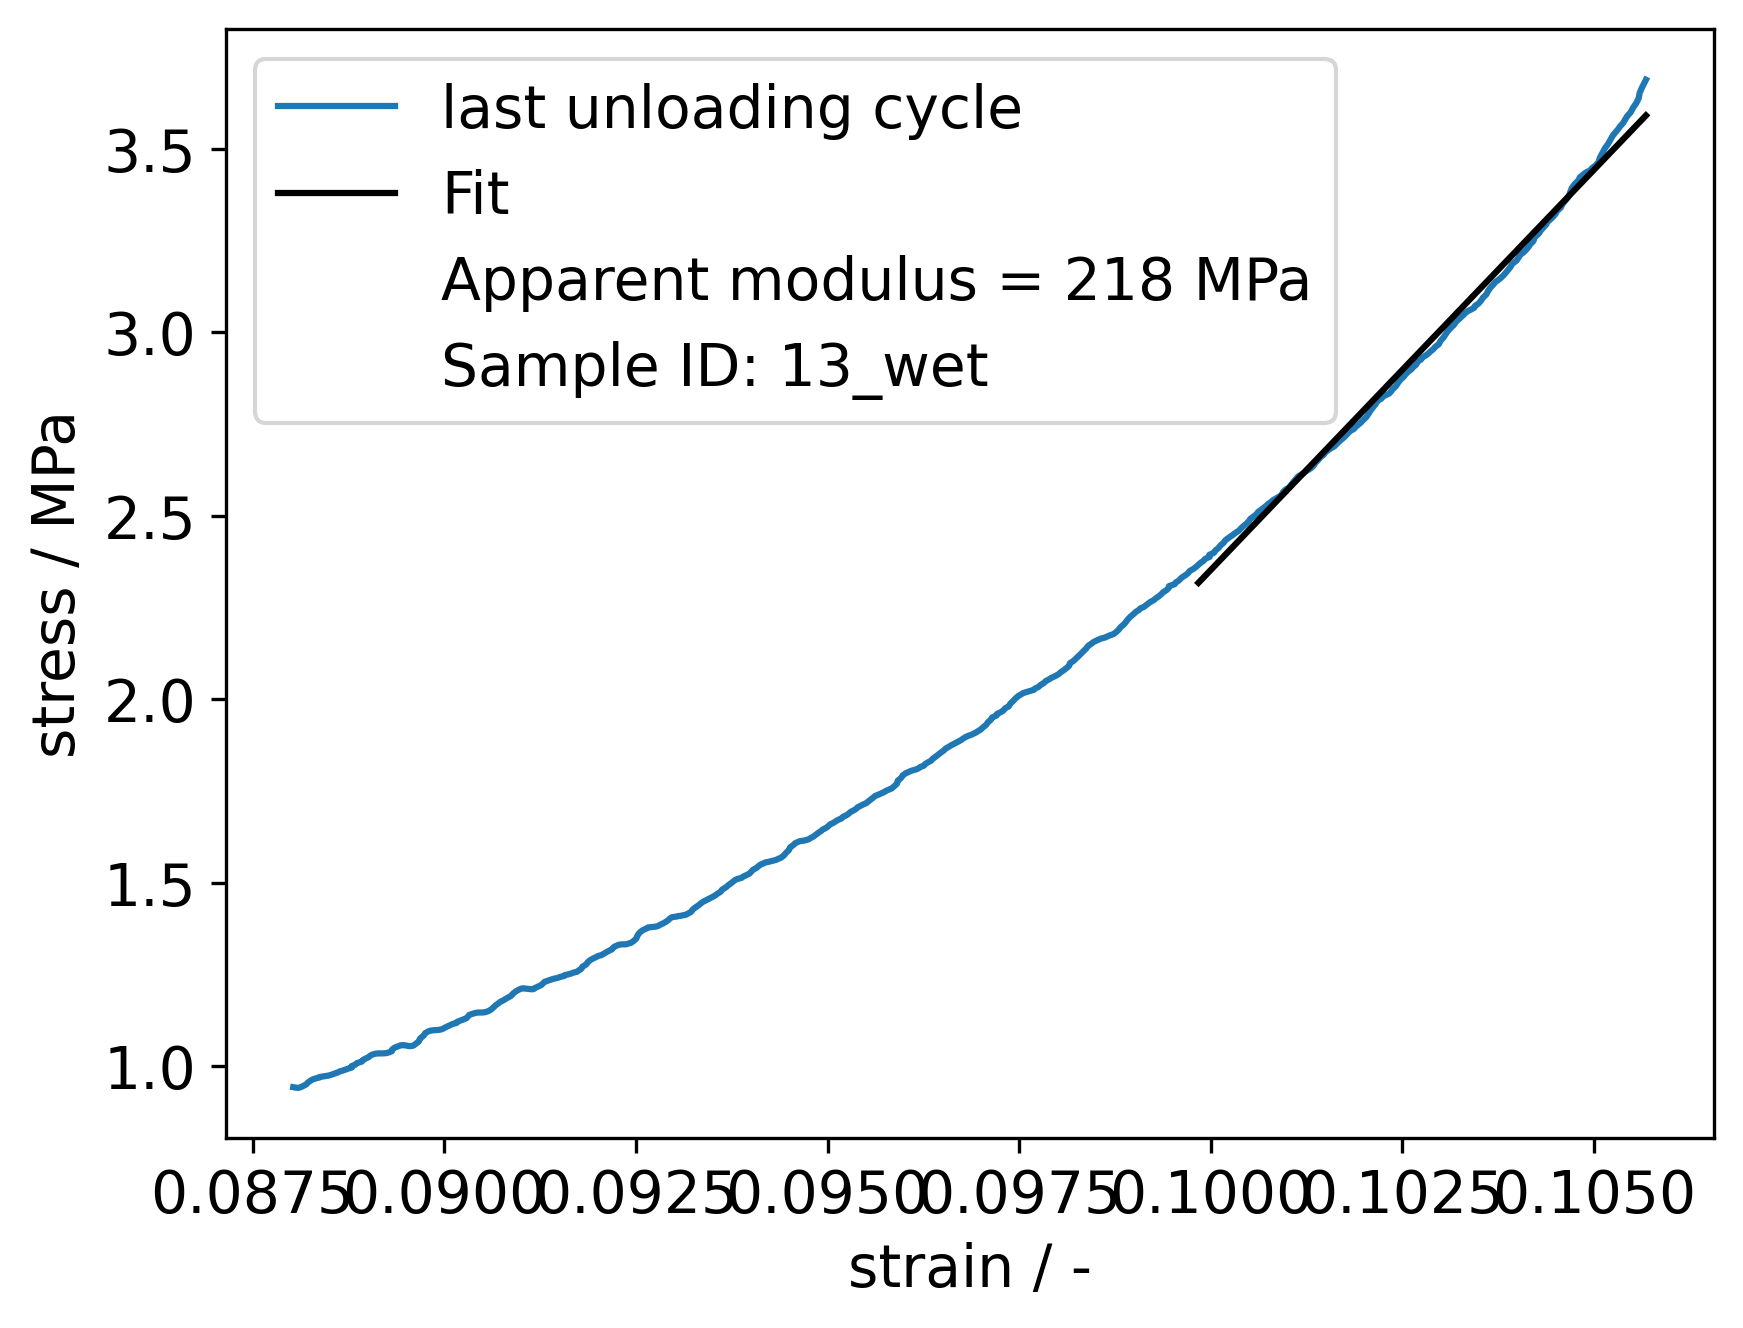 last unloading cycle
Fit
Apparent modulus = 218 MPa
Sample ID: 13_wet
3.5
3.0
2.5
2.0
1.5
1.0
stress / MPa
0.0875 0.0900 0.0925 0.0950 0.0975 0.1000 0.1025 0.1050
strain / -